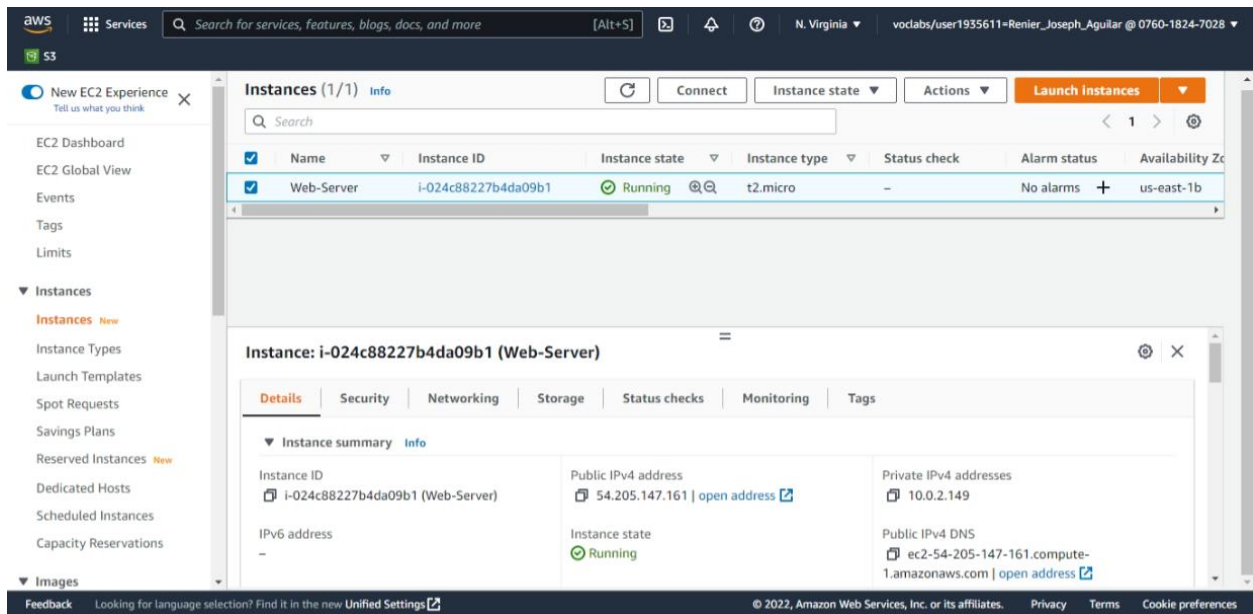 aws Services Search for services, features, blogs, docs, and more [Alt+S] N. Virginia ▼ voclabs/user1935611=Renier_Joseph_Aguilar @ 0760-1824-7028 ▼
S3
New EC2 Experience
Tell us what you think
EC2 Dashboard
EC2 Global View
Events
Tags
Limits
▼ Instances
Instances New
Instance Types
Launch Templates
Spot Requests
Savings Plans
Reserved Instances New
Dedicated Hosts
Scheduled Instances
Capacity Reservations
▼ Images
Instances (1/1) Info Connect Instance state ▼ Actions ▼ Launch instances ▼
Search
1
Name Instance ID Instance state Instance type Status check Alarm status Availability Zo
Web-Server i-024c88227b4da09b1 Running t2.micro – No alarms + us-east-1b
Instance: i-024c88227b4da09b1 (Web-Server)
Details Security Networking Storage Status checks Monitoring Tags
▼ Instance summary Info
Instance ID
i-024c88227b4da09b1 (Web-Server)
Public IPv4 address
54.205.147.161 | open address
Private IPv4 addresses
10.0.2.149
IPv6 address
–
Instance state
Running
Public IPv4 DNS
ec2-54-205-147-161.compute-
1.amazonaws.com | open address
Feedback Looking for language selection? Find it in the new Unified Settings © 2022, Amazon Web Services, Inc. or its affiliates. Privacy Terms Cookie preferences